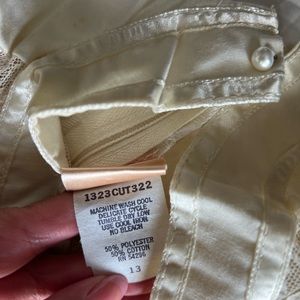 1323CUT322
MACHINE WASH COOL
DELICATE CYCLE
TUMBLE DRY LOW
USE COOL IRON
NO BLEACH
50% POLYESTER
50% COTTON
RN 54296
13